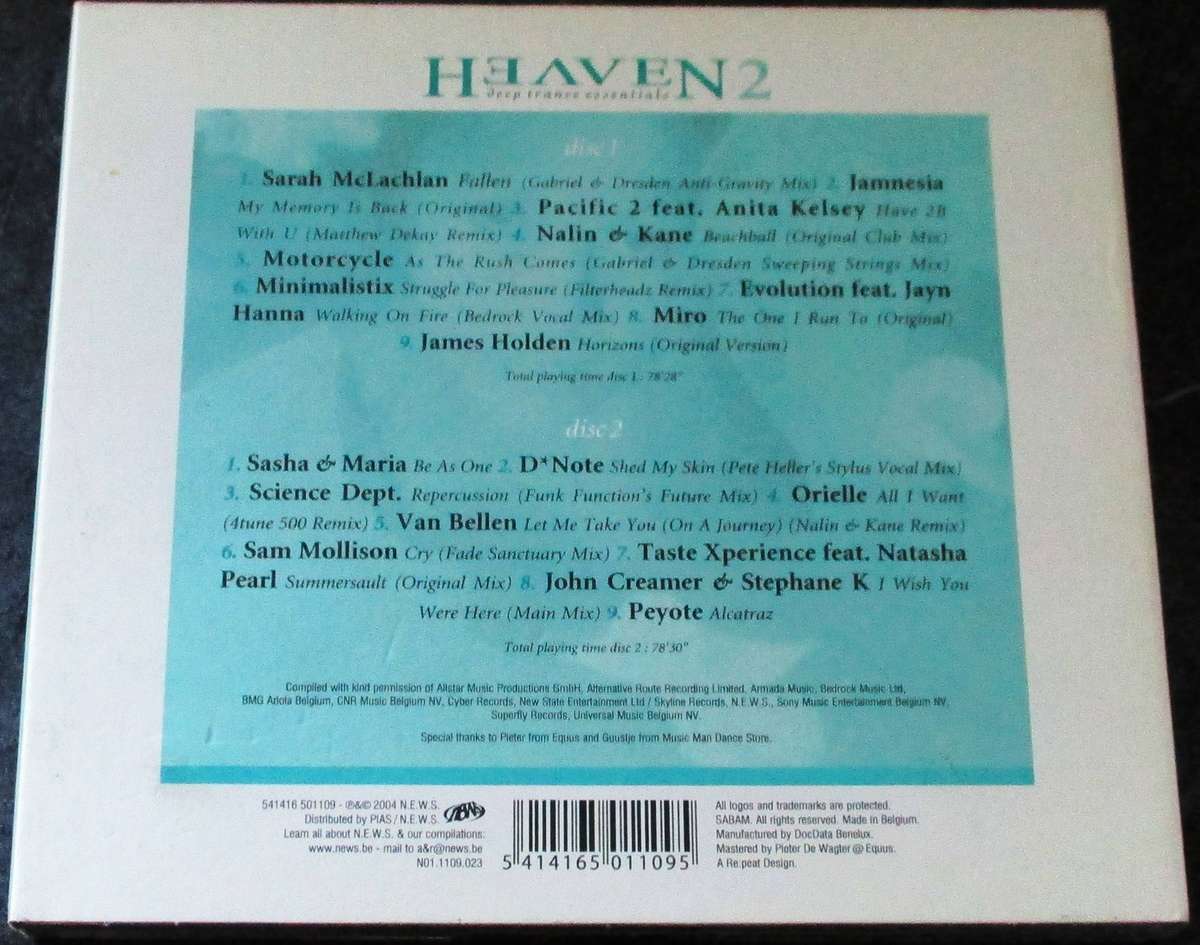 HEAVEN 2
deep trance essentials
disc 1
1. Sarah McLachlan Fallen (Gabriel & Dresden Anti-Gravity Mix) 2. Jamnesia
My Memory Is Back (Original) 3. Pacific 2 feat. Anita Kelsey Have 2B
With U (Matthew Dekay Remix) 4. Nalin & Kane Beachball (Original Club Mix)
5. Motorcycle As The Rush Comes (Gabriel & Dresden Sweeping Strings Mix)
6. Minimalistix Struggle For Pleasure (Filterheadz Remix) 7. Evolution feat. Jayn
Hanna Walking On Fire (Bedrock Vocal Mix) 8. Miro The One I Run To (Original)
9. James Holden Horizons (Original Version)
Total playing time disc 1 : 78'28"
disc 2
1. Sasha & Maria Be As One 2. D*Note Shed My Skin (Pete Heller's Stylus Vocal Mix)
3. Science Dept. Repercussion (Funk Function's Future Mix) 4. Orielle All I Want
(4tune 500 Remix) 5. Van Bellen Let Me Take You (On A Journey) (Nalin & Kane Remix)
6. Sam Mollison Cry (Fade Sanctuary Mix) 7. Taste Xperience feat. Natasha
Pearl Summersault (Original Mix) 8. John Creamer & Stephane K I Wish You
Were Here (Main Mix) 9. Peyote Alcatraz
Total playing time disc 2 : 78'30"
Compiled with kind permission of Allstar Music Productions GmbH, Alternative Route Recording Limited, Armada Music, Bedrock Music Ltd,
BMG Ariola Belgium, CNR Music Belgium NV, Cyber Records, New State Entertainment Ltd / Skyline Records, N.E.W.S., Sony Music Entertainment Belgium NV,
Superfly Records, Universal Music Belgium NV.
Special thanks to Pieter from Equus and Guustje from Music Man Dance Store.
541416 501109 - ℗&© 2004 N.E.W.S.
Distributed by PIAS / N.E.W.S.
Learn all about N.E.W.S. & our compilations:
www.news.be - mail to a&r@news.be
N01.1109.023
5 414165 011095
All logos and trademarks are protected.
SABAM. All rights reserved. Made in Belgium.
Manufactured by DocData Benelux.
Mastered by Pieter De Wagter @ Equus.
A Re:peat Design.